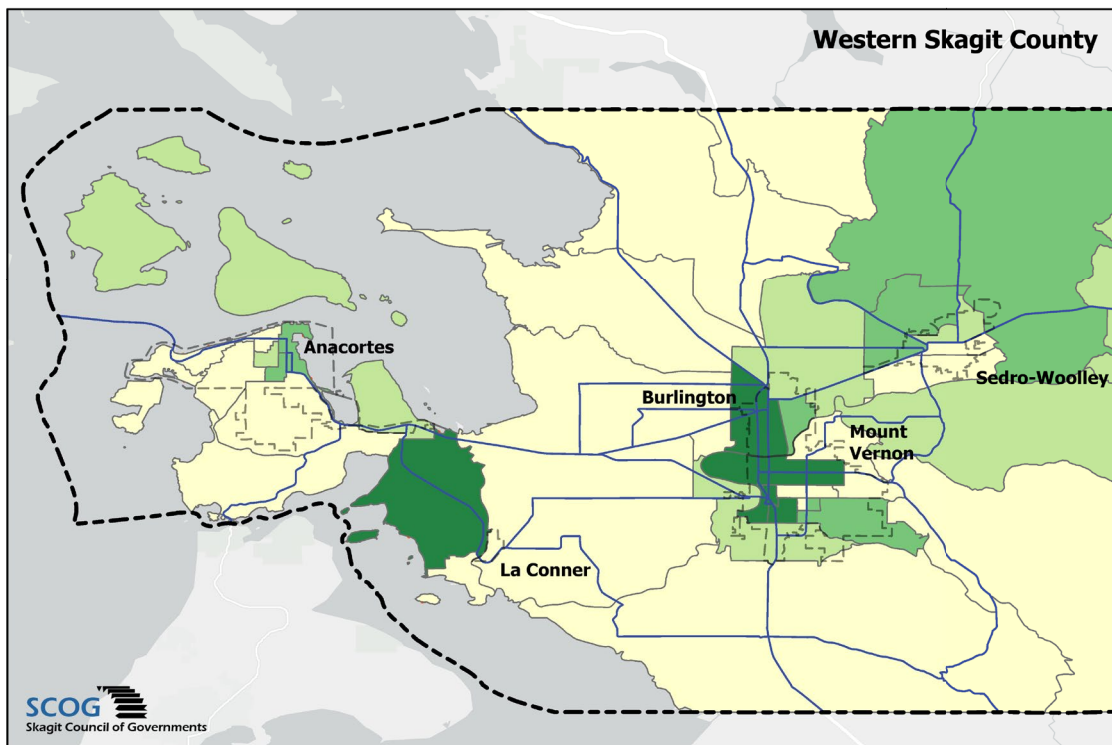 Western Skagit County
Anacortes
Burlington
Sedro-Woolley
Mount
Vernon
La Conner
SCOG
Skagit Council of Governments